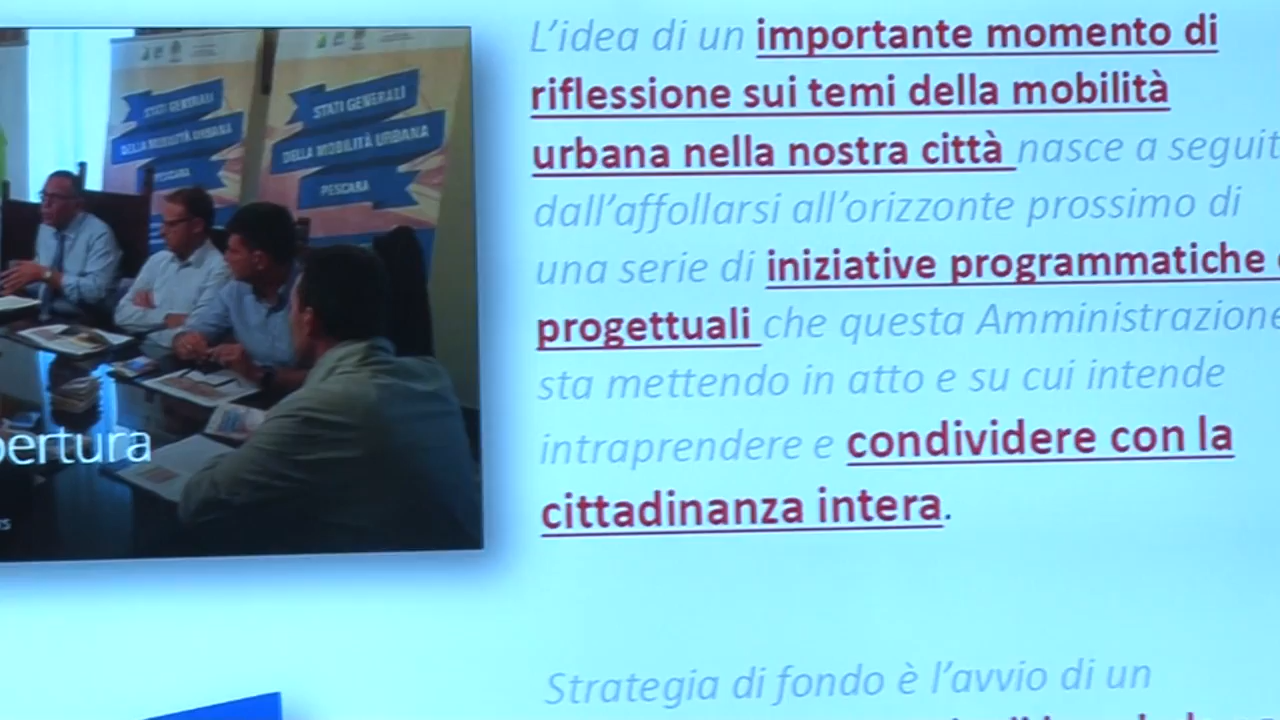 STATI GENERALI
DELLA MOBILITÀ URBANA
PESCARA
STATI GENERALI
DELLA MOBILITÀ URBANA
PESCARA
pertura
L’idea di un importante momento di
riflessione sui temi della mobilità
urbana nella nostra città nasce a seguit
dall’affollarsi all’orizzonte prossimo di
una serie di iniziative programmatiche
progettuali che questa Amministrazione
sta mettendo in atto e su cui intende
intraprendere e condividere con la
cittadinanza intera.
Strategia di fondo è l’avvio di un